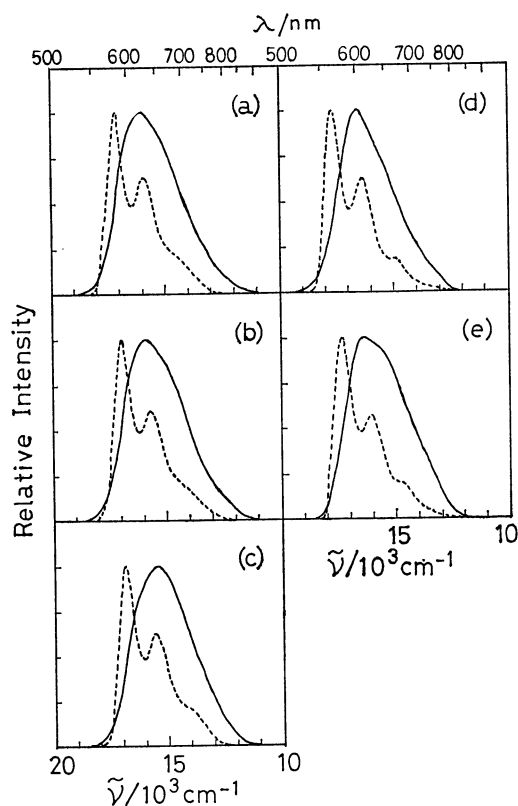 λ/nm
500 600 700 800 500 600 700 800
(a) (d)
(b) (e)
(c)
Relative Intensity
15 10
ν̃/10³cm⁻¹
20 15 10
ν̃/10³cm⁻¹